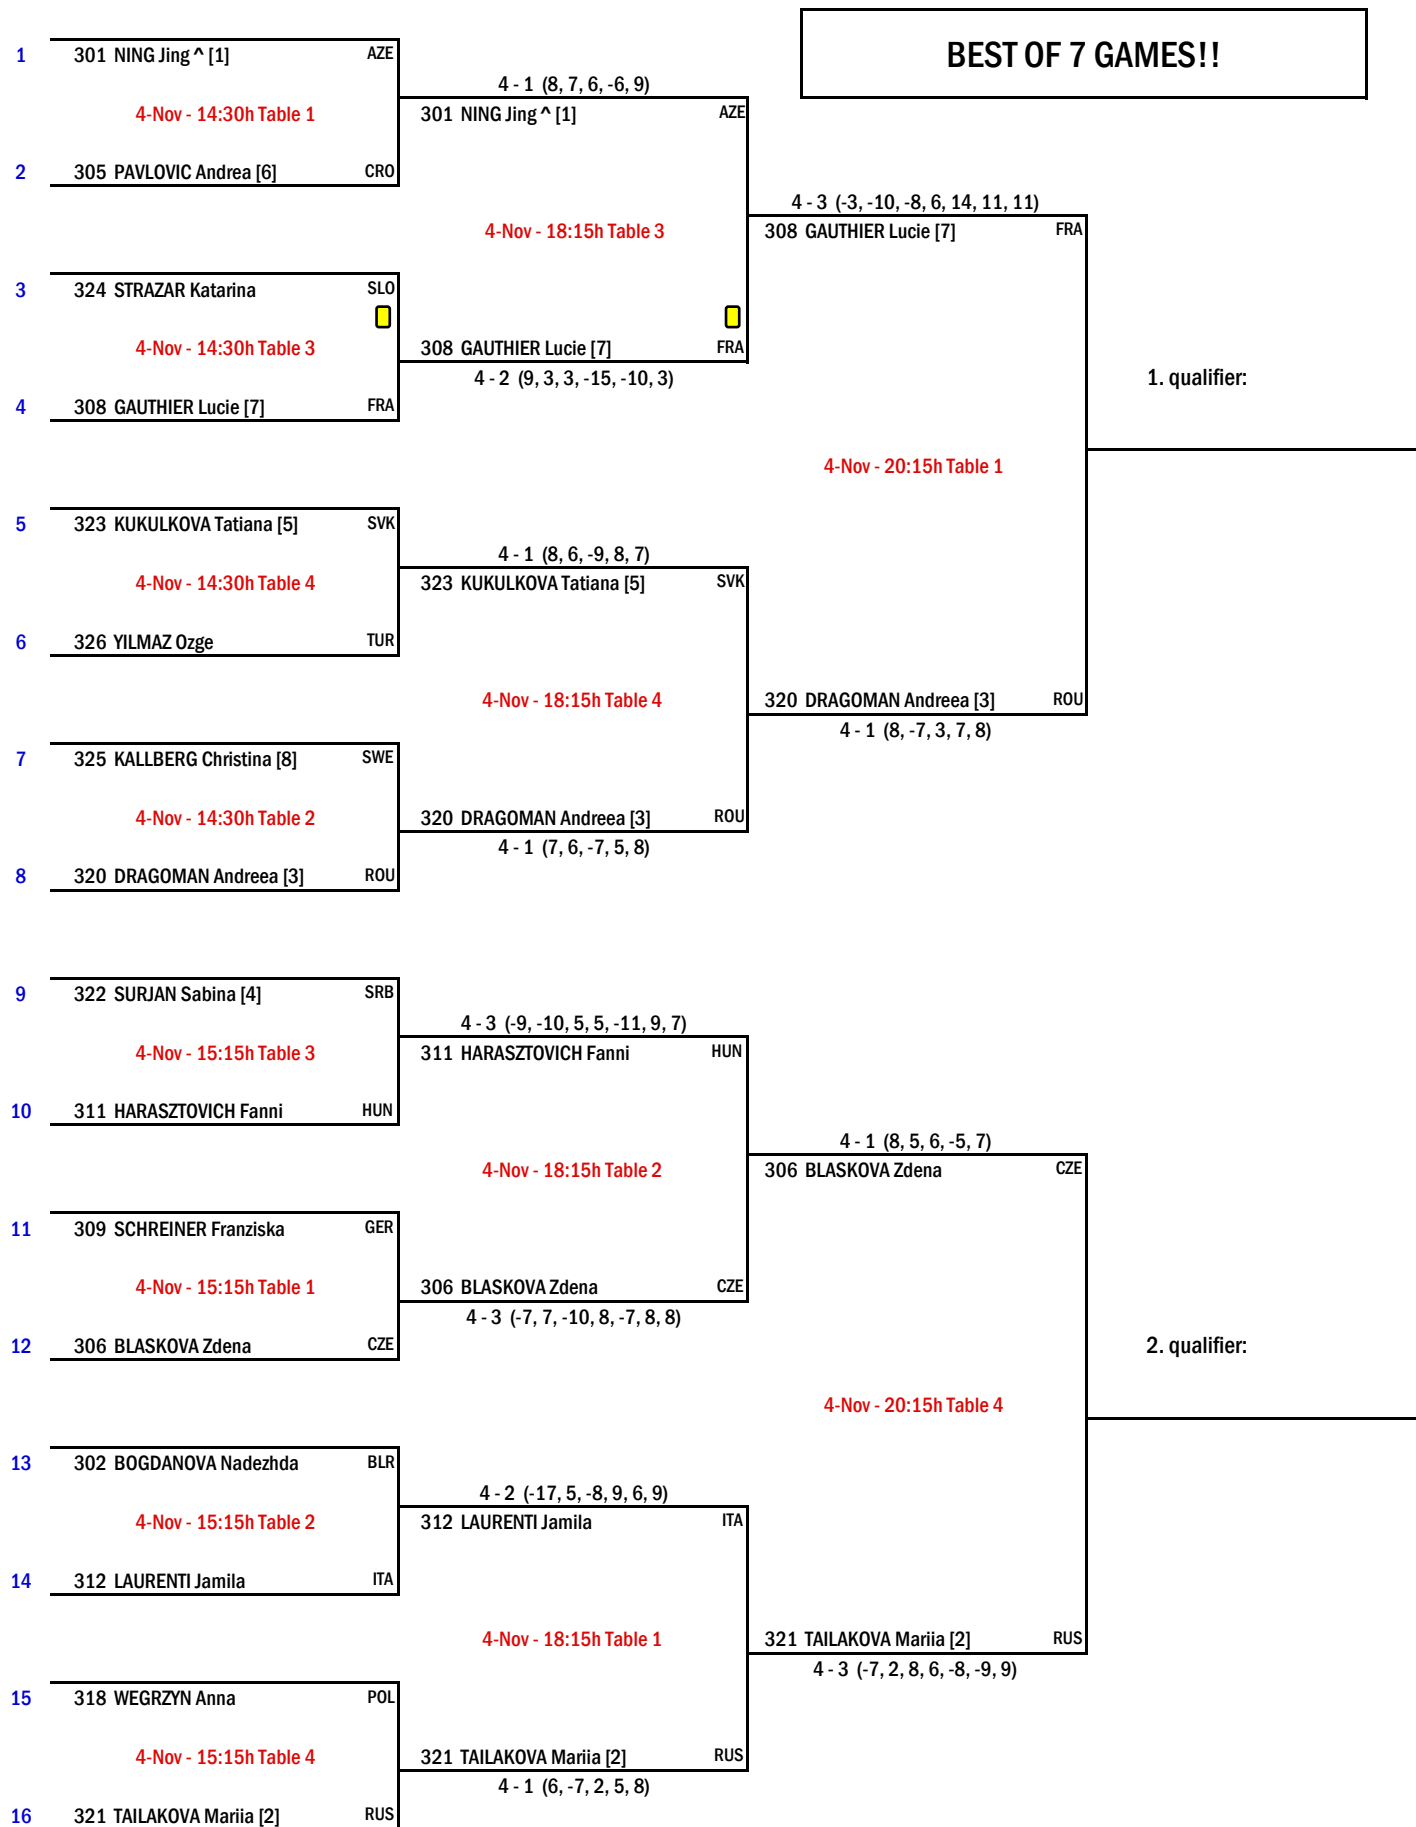 BEST OF 7 GAMES!!
1 301 NING Jing ^ [1] AZE
4 - 1 (8, 7, 6, -6, 9)
4-Nov - 14:30h Table 1 301 NING Jing ^ [1] AZE
2 305 PAVLOVIC Andrea [6] CRO
4 - 3 (-3, -10, -8, 6, 14, 11, 11)
4-Nov - 18:15h Table 3 308 GAUTHIER Lucie [7] FRA
3 324 STRAZAR Katarina SLO
4-Nov - 14:30h Table 3 308 GAUTHIER Lucie [7] FRA
4 - 2 (9, 3, 3, -15, -10, 3) 1. qualifier:
4 308 GAUTHIER Lucie [7] FRA
4-Nov - 20:15h Table 1
5 323 KUKULKOVA Tatiana [5] SVK
4 - 1 (8, 6, -9, 8, 7)
4-Nov - 14:30h Table 4 323 KUKULKOVA Tatiana [5] SVK
6 326 YILMAZ Ozge TUR
4-Nov - 18:15h Table 4 320 DRAGOMAN Andreea [3] ROU
4 - 1 (8, -7, 3, 7, 8)
7 325 KALLBERG Christina [8] SWE
4-Nov - 14:30h Table 2 320 DRAGOMAN Andreea [3] ROU
4 - 1 (7, 6, -7, 5, 8)
8 320 DRAGOMAN Andreea [3] ROU
9 322 SURJAN Sabina [4] SRB
4 - 3 (-9, -10, 5, 5, -11, 9, 7)
4-Nov - 15:15h Table 3 311 HARASZTOVICH Fanni HUN
10 311 HARASZTOVICH Fanni HUN
4 - 1 (8, 5, 6, -5, 7)
4-Nov - 18:15h Table 2 306 BLASKOVA Zdena CZE
11 309 SCHREINER Franziska GER
4-Nov - 15:15h Table 1 306 BLASKOVA Zdena CZE
4 - 3 (-7, 7, -10, 8, -7, 8, 8)
12 306 BLASKOVA Zdena CZE 2. qualifier:
4-Nov - 20:15h Table 4
13 302 BOGDANOVA Nadezhda BLR
4 - 2 (-17, 5, -8, 9, 6, 9)
4-Nov - 15:15h Table 2 312 LAURENTI Jamila ITA
14 312 LAURENTI Jamila ITA
4-Nov - 18:15h Table 1 321 TAILAKOVA Mariia [2] RUS
4 - 3 (-7, 2, 8, 6, -8, -9, 9)
15 318 WEGRZYN Anna POL
4-Nov - 15:15h Table 4 321 TAILAKOVA Mariia [2] RUS
4 - 1 (6, -7, 2, 5, 8)
16 321 TAILAKOVA Mariia [2] RUS